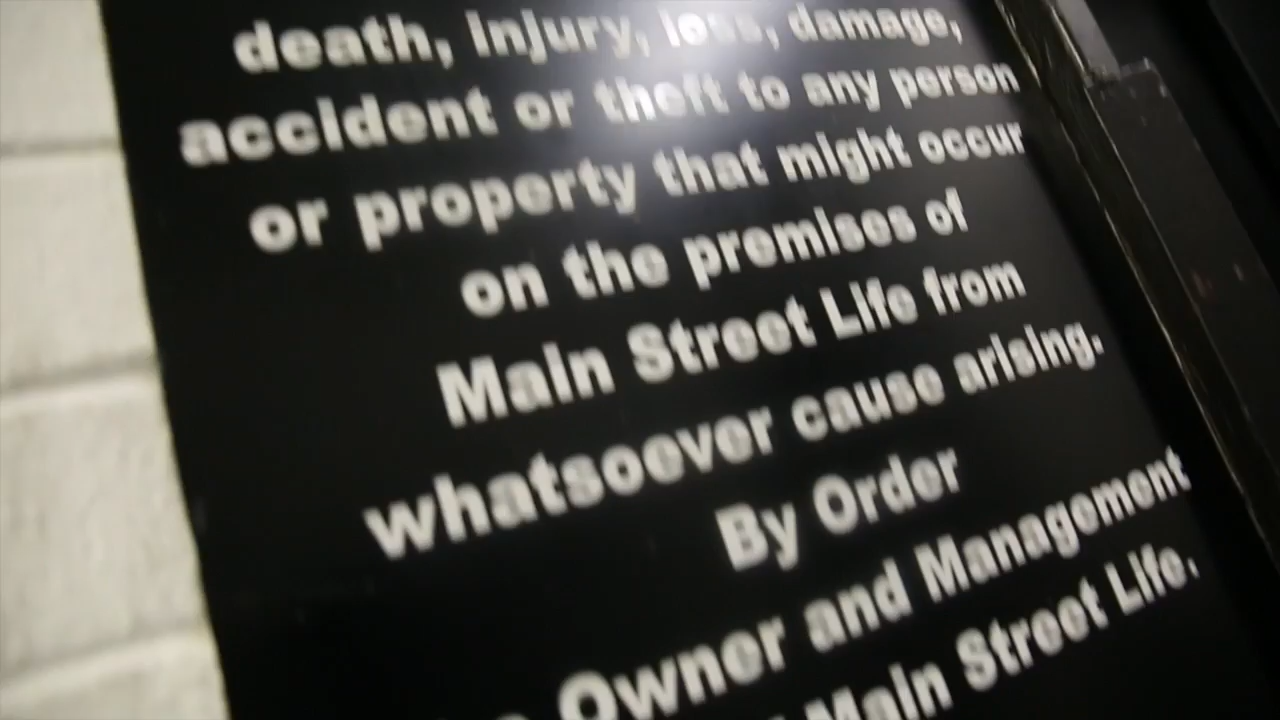 death, injury, loss, damage,
accident or theft to any person
or property that might occur
on the premises of
Main Street Life from
whatsoever cause arising.
By Order
Owner and Management
Main Street Life.